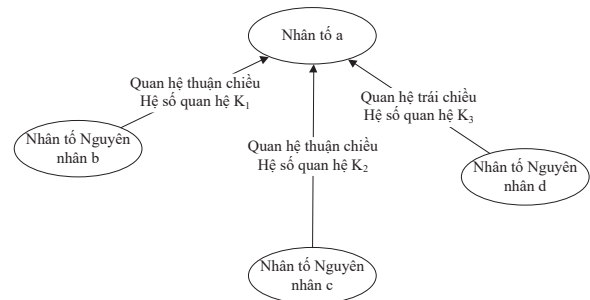 Nhân tố a
Quan hệ thuận chiều
Hệ số quan hệ K₁
Quan hệ trái chiều
Hệ số quan hệ K₃
Nhân tố Nguyên
nhân b
Quan hệ thuận chiều
Hệ số quan hệ K₂
Nhân tố Nguyên
nhân d
Nhân tố Nguyên
nhân c